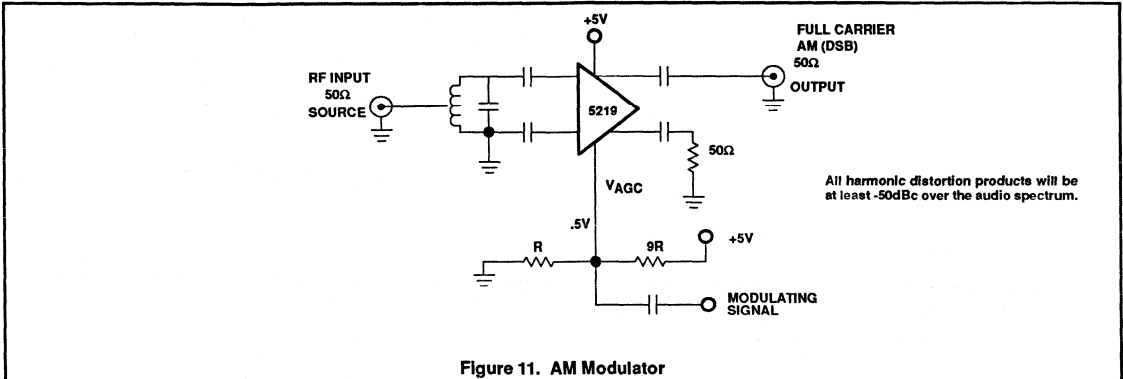 +5V
FULL CARRIER
AM (DSB)
50Ω
OUTPUT
RF INPUT
50Ω
SOURCE
5219
50Ω
VAGC
All harmonic distortion products will be
at least -50dBc over the audio spectrum.
.5V
R
9R
+5V
MODULATING
SIGNAL
Figure 11. AM Modulator